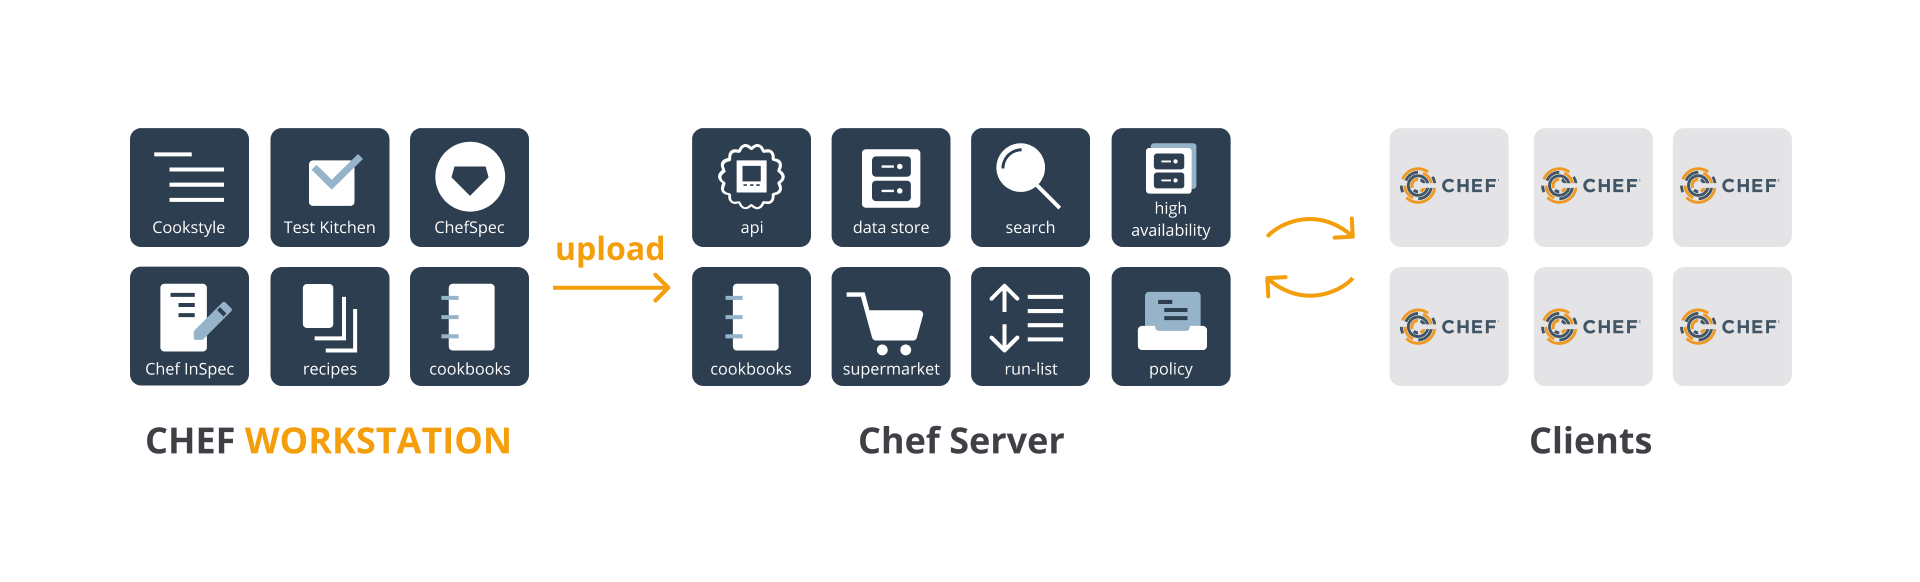 Cookstyle
Test Kitchen
ChefSpec
Chef InSpec
recipes
cookbooks
CHEF WORKSTATION
upload
api
data store
search
high
availability
cookbooks
supermarket
run-list
policy
Chef Server
CHEF
CHEF
CHEF
CHEF
CHEF
CHEF
Clients